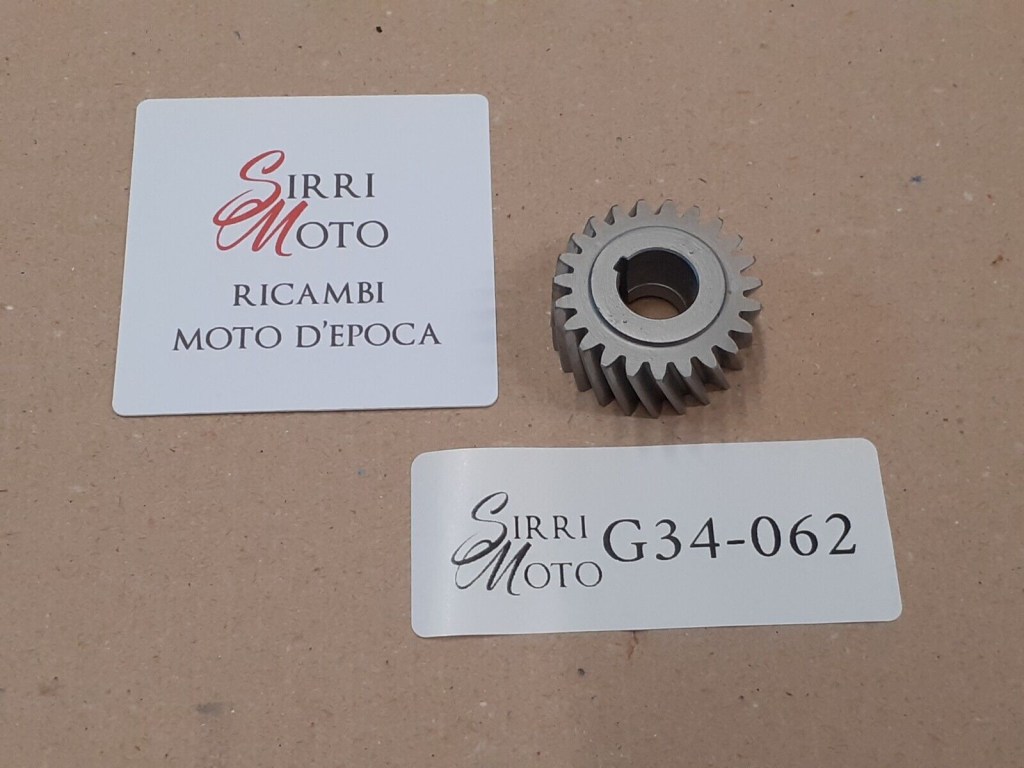 SIRRI
MOTO
RICAMBI
MOTO D'EPOCA
SIRRI
MOTO
G34-062